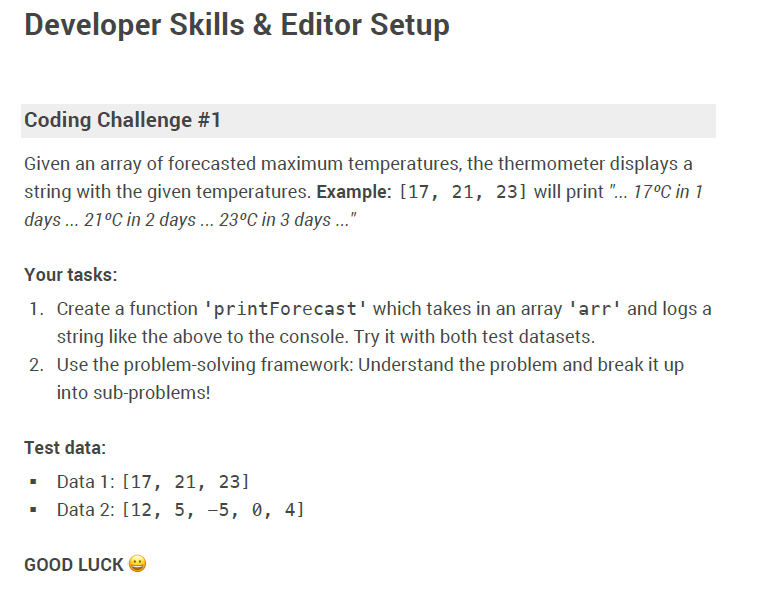 Developer Skills & Editor Setup
Coding Challenge #1
Given an array of forecasted maximum temperatures, the thermometer displays a
string with the given temperatures. Example: [17, 21, 23] will print "... 17ºC in 1
days ... 21ºC in 2 days ... 23ºC in 3 days ..."
Your tasks:
1. Create a function 'printForecast' which takes in an array 'arr' and logs a
string like the above to the console. Try it with both test datasets.
2. Use the problem-solving framework: Understand the problem and break it up
into sub-problems!
Test data:
▪ Data 1: [17, 21, 23]
▪ Data 2: [12, 5, −5, 0, 4]
GOOD LUCK 😀